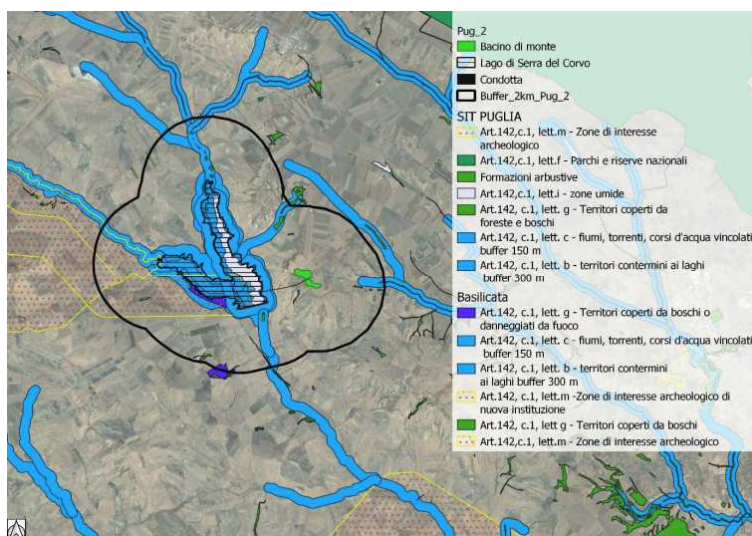 Pug_2
Bacino di monte
Lago di Serra del Corvo
Condotta
Buffer_2km_Pug_2
SIT PUGLIA
Art.142,c.1, lett.m - Zone di interesse
archeologico
Art.142,c.1, lett.f - Parchi e riserve nazionali
Formazioni arbustive
Art.142,c.1, lett.i - zone umide
Art.142, c.1, lett. g - Territori coperti da
foreste e boschi
Art.142, c.1, lett. c - fiumi, torrenti, corsi d'acqua vincolati
buffer 150 m
Art.142, c.1, lett. b - territori contermini ai laghi
buffer 300 m
Basilicata
Art.142, c.1, lett. g - Territori coperti da boschi o
danneggiati da fuoco
Art.142, c.1, lett. c - fiumi, torrenti, corsi d'acqua vincolati
buffer 150 m
Art.142, c.1, lett. b - territori contermini
ai laghi buffer 300 m
Art.142, c.1, lett.m -Zone di interesse archeologico di
nuova instituzione
Art.142, c.1, lett g - Territori coperti da boschi
Art.142,c.1, lett.m - Zone di interesse archeologico